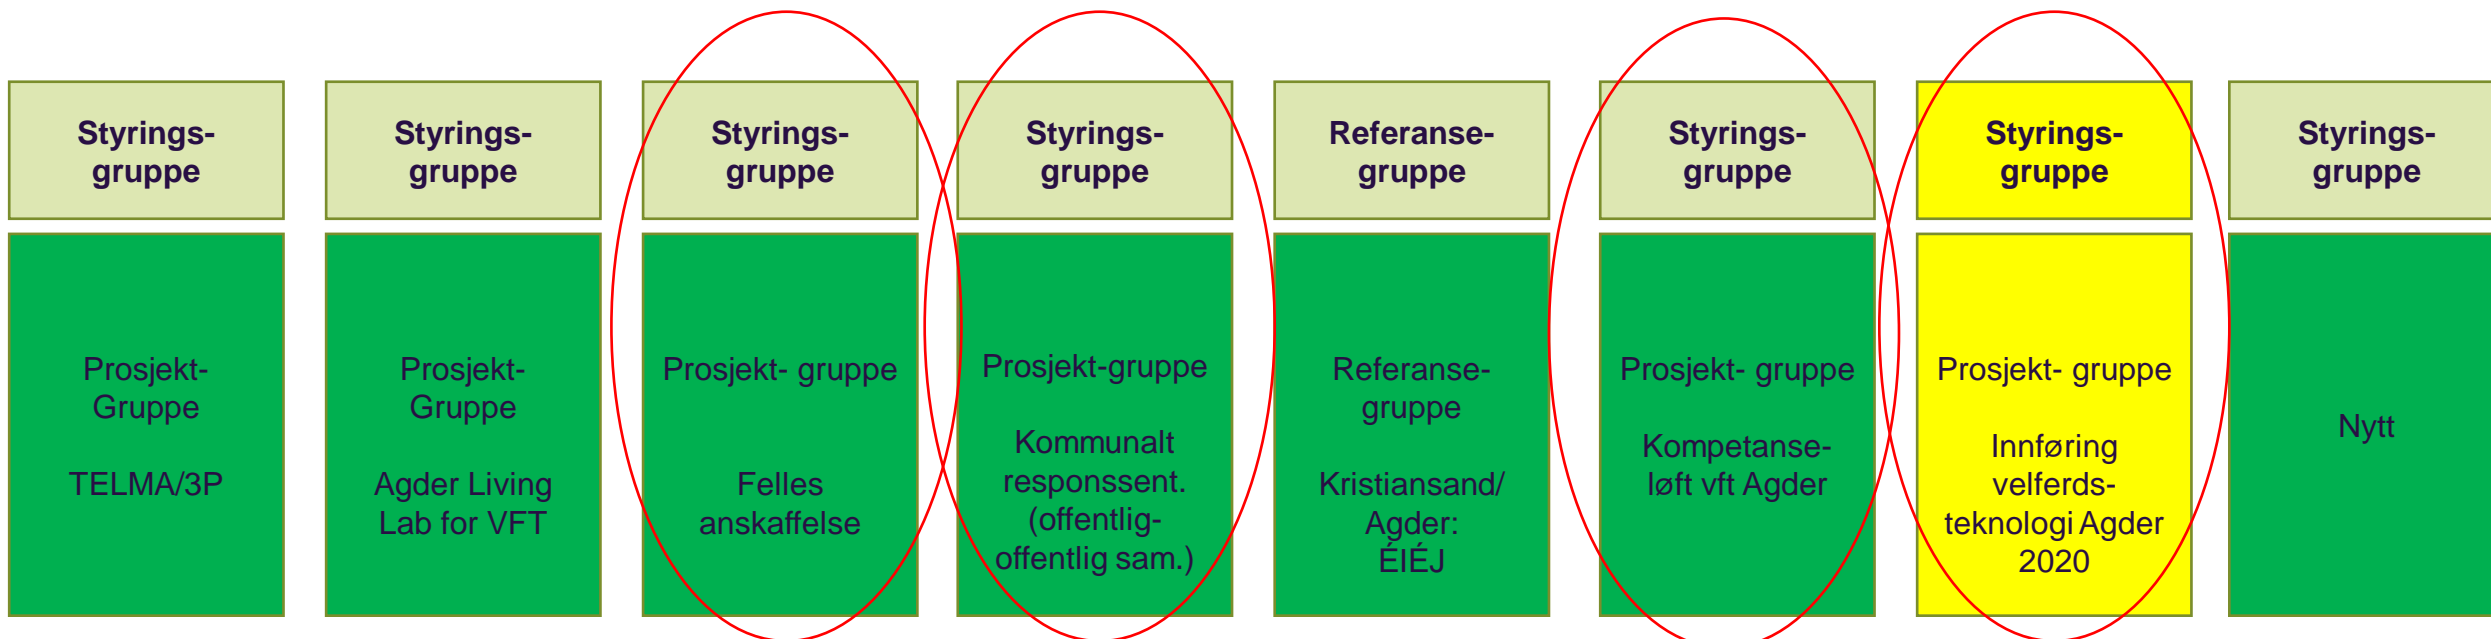 Styrings-
gruppe
Styrings-
gruppe
Styrings-
gruppe
Styrings-
gruppe
Referanse-
gruppe
Styrings-
gruppe
Styrings-
gruppe
Styrings-
gruppe
Prosjekt-
Gruppe
TELMA/3P
Prosjekt-
Gruppe
Agder Living
Lab for VFT
Prosjekt- gruppe
Felles
anskaffelse
Prosjekt-gruppe
Kommunalt
responssent.
(offentlig-
offentlig sam.)
Referanse-
gruppe
Kristiansand/
Agder:
ÉIÉJ
Prosjekt- gruppe
Kompetanse-
løft vft Agder
Prosjekt- gruppe
Innføring
velferds-
teknologi Agder
2020
Nytt